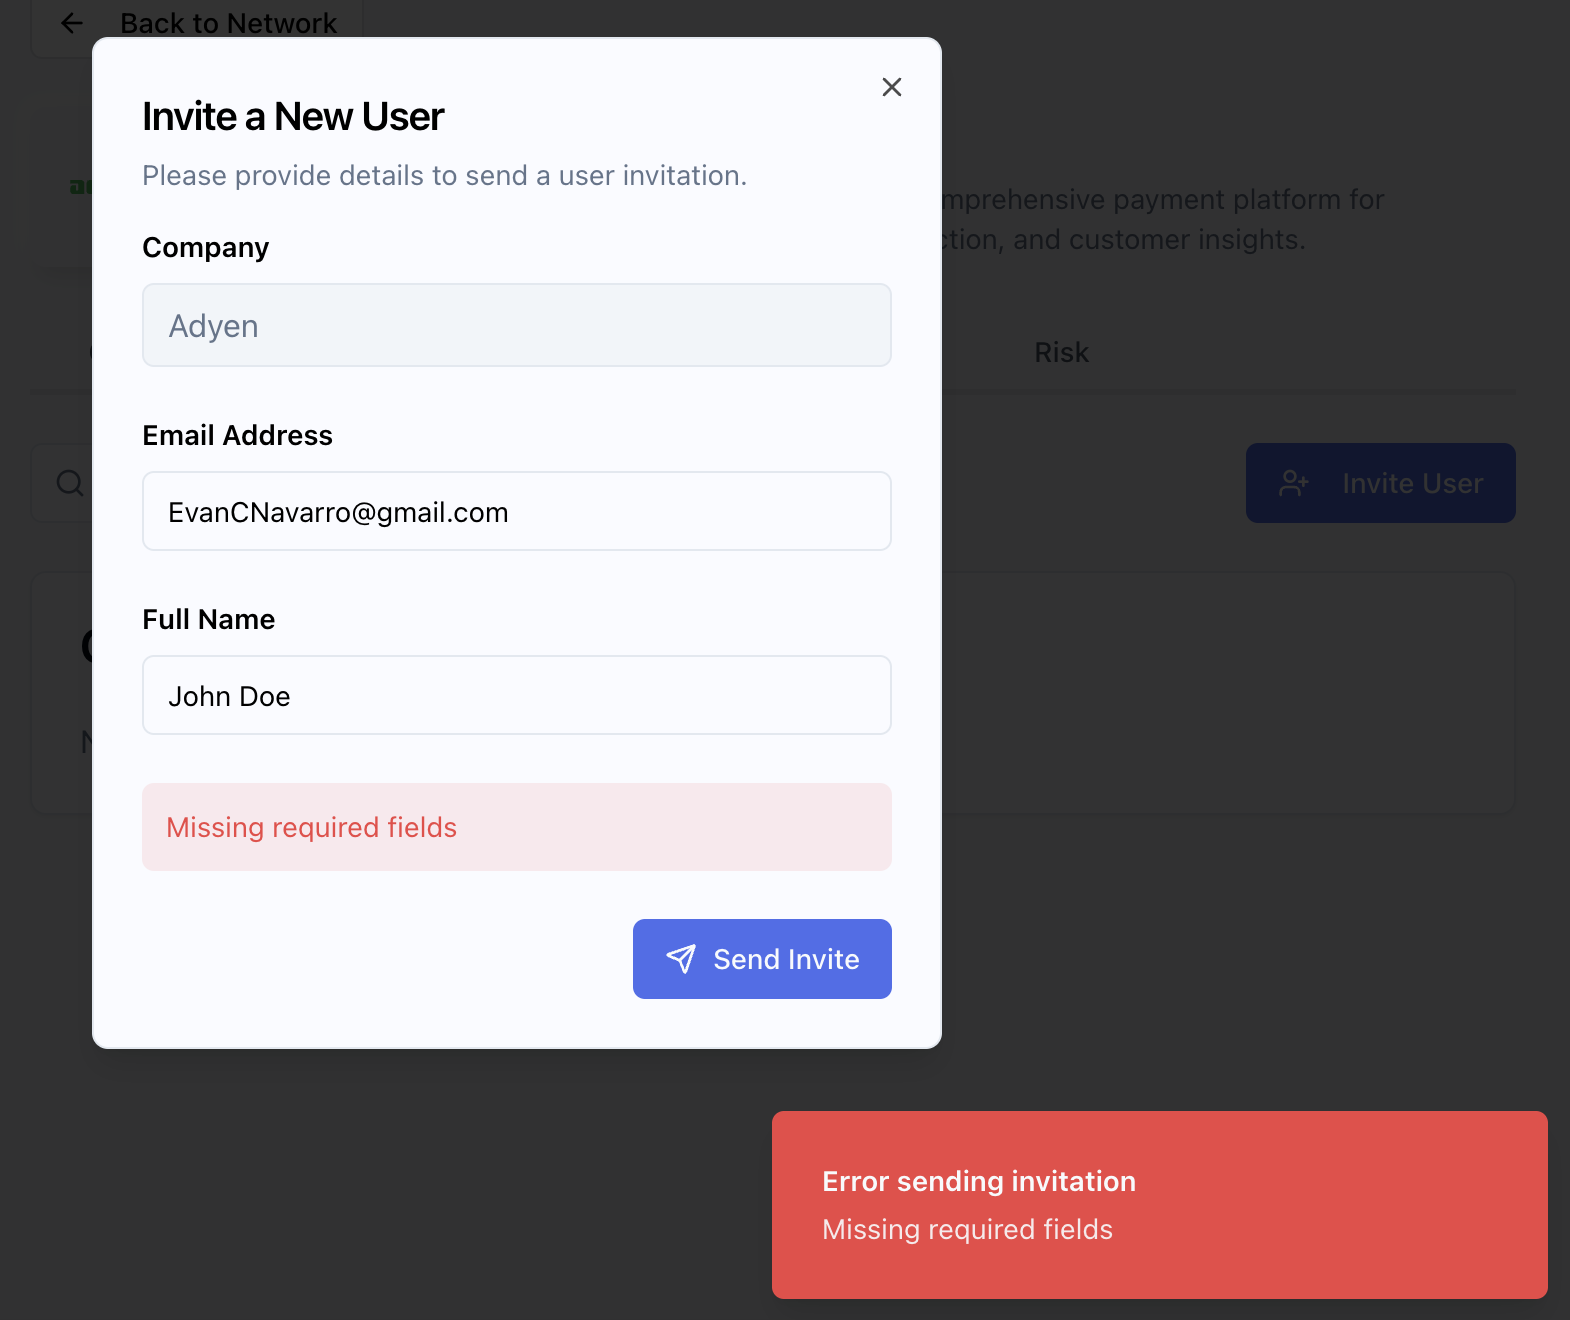 Back to Network
Invite a New User
Please provide details to send a user invitation.
Company
Adyen
Email Address
EvanCNavarro@gmail.com
Full Name
John Doe
Missing required fields
Send Invite
mprehensive payment platform for
ction, and customer insights.
Risk
Invite User
Error sending invitation
Missing required fields